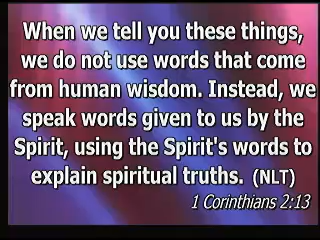 When we tell you these things,
we do not use words that come
from human wisdom. Instead, we
speak words given to us by the
Spirit, using the Spirit's words to
explain spiritual truths. (NLT)
1 Corinthians 2:13